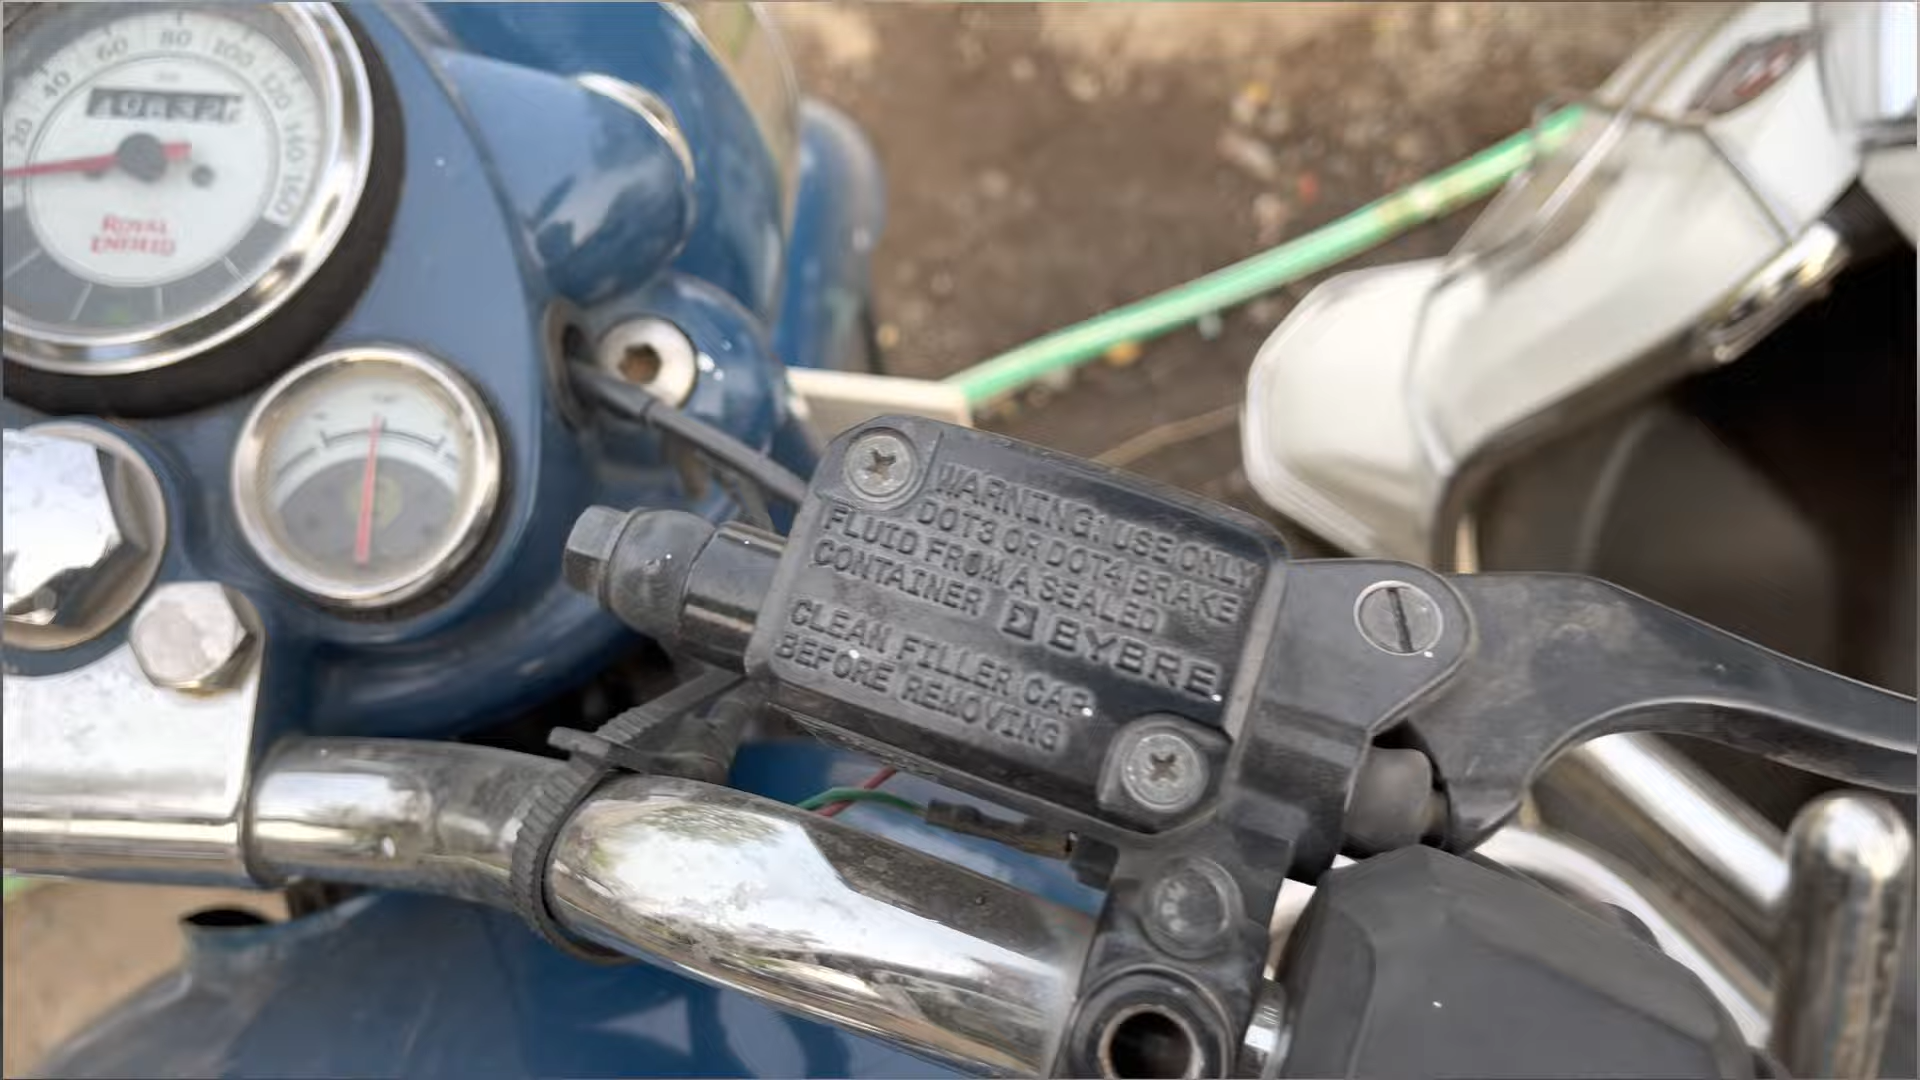 20
40
60
80
100
120
140
160
ROYAL
ENFIELD
WARNING: USE ONLY
DOT3 OR DOT4 BRAKE
FLUID FROM A SEALED
CONTAINER BYBRE
CLEAN FILLER CAP
BEFORE REMOVING